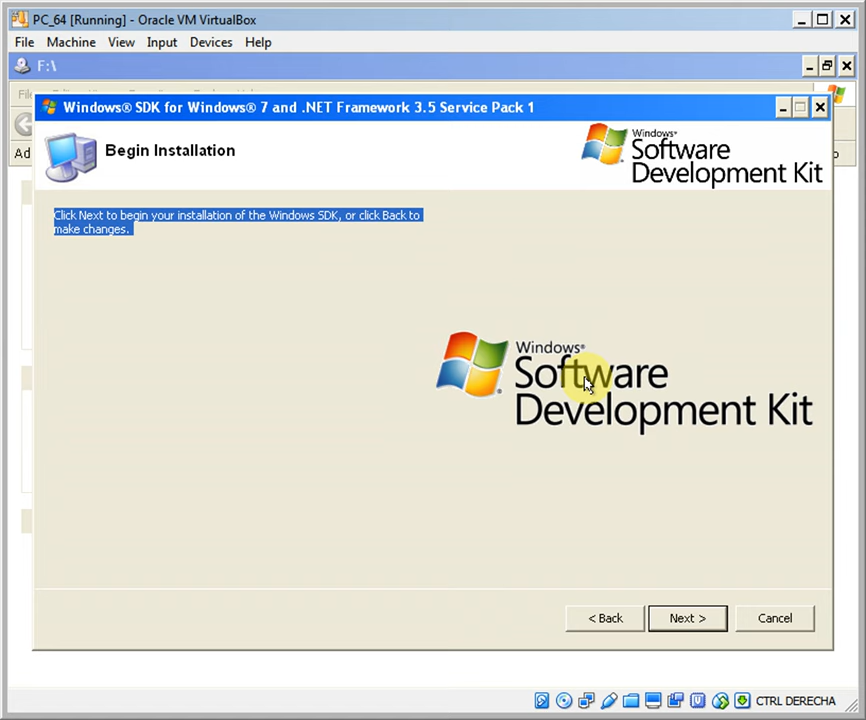 PC_64 [Running] - Oracle VM VirtualBox
File Machine View Input Devices Help
F:\
Windows® SDK for Windows® 7 and .NET Framework 3.5 Service Pack 1
Ad
Begin Installation
Windows®
Software
Development Kit
Click Next to begin your installation of the Windows SDK, or click Back to
make changes.
Windows®
Software
Development Kit
< Back Next > Cancel
CTRL DERECHA